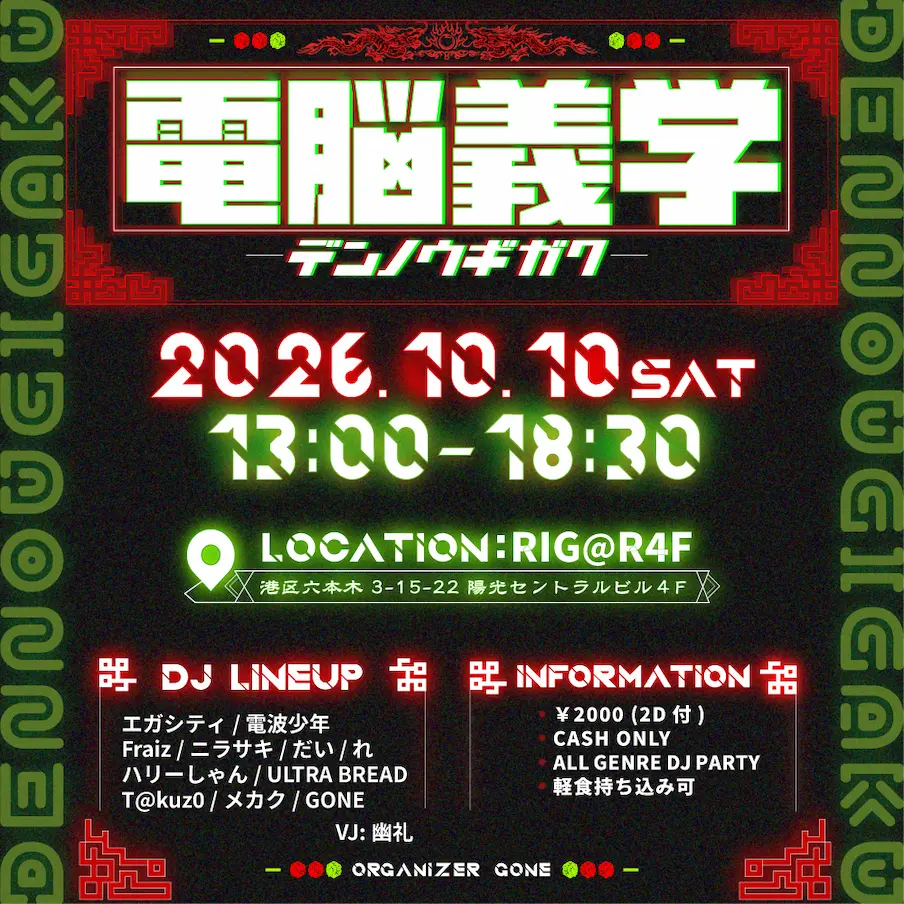 電脳義学
デンノウギガク
DENNOUGIGAKU
DENNOUGIGAKU
2026.10.10 SAT
13:00-18:30
LOCATION:RIG@R4F
港区六本木 3-15-22 陽光セントラルビル4F
DJ LINEUP
エガシティ / 電波少年
Fraiz / ニラサキ / だい / れ
ハリーしゃん / ULTRA BREAD
T@kuz0 / メカク / GONE
VJ: 幽礼
INFORMATION
・¥2000 (2D 付)
・CASH ONLY
・ALL GENRE DJ PARTY
・軽食持ち込み可
ORGANIZER GONE